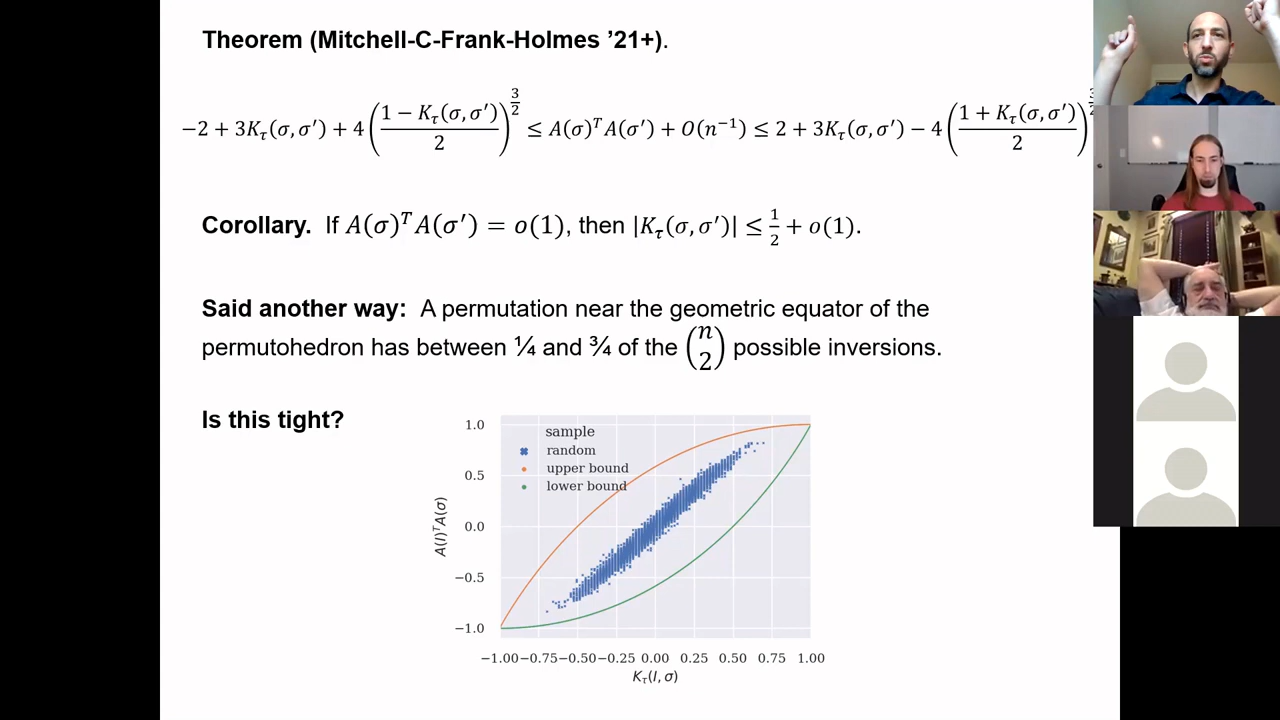 Theorem (Mitchell-C-Frank-Holmes ’21+).
−2 + 3K_τ(σ, σ′) + 4((1 − K_τ(σ, σ′))/2)^(3/2) ≤ A(σ)^T A(σ′) + O(n^−1) ≤ 2 + 3K_τ(σ, σ′) − 4((1 + K_τ(σ, σ′))/2)
Corollary. If A(σ)^T A(σ′) = o(1), then |K_τ(σ, σ′)| ≤ 1/2 + o(1).
Said another way: A permutation near the geometric equator of the
permutohedron has between ¼ and ¾ of the (n 2) possible inversions.
Is this tight?
sample
random
upper bound
lower bound
1.0
0.5
0.0
−0.5
−1.0
A(I)^T A(σ)
−1.00 −0.75 −0.50 −0.25 0.00 0.25 0.50 0.75 1.00
K_τ(I, σ)